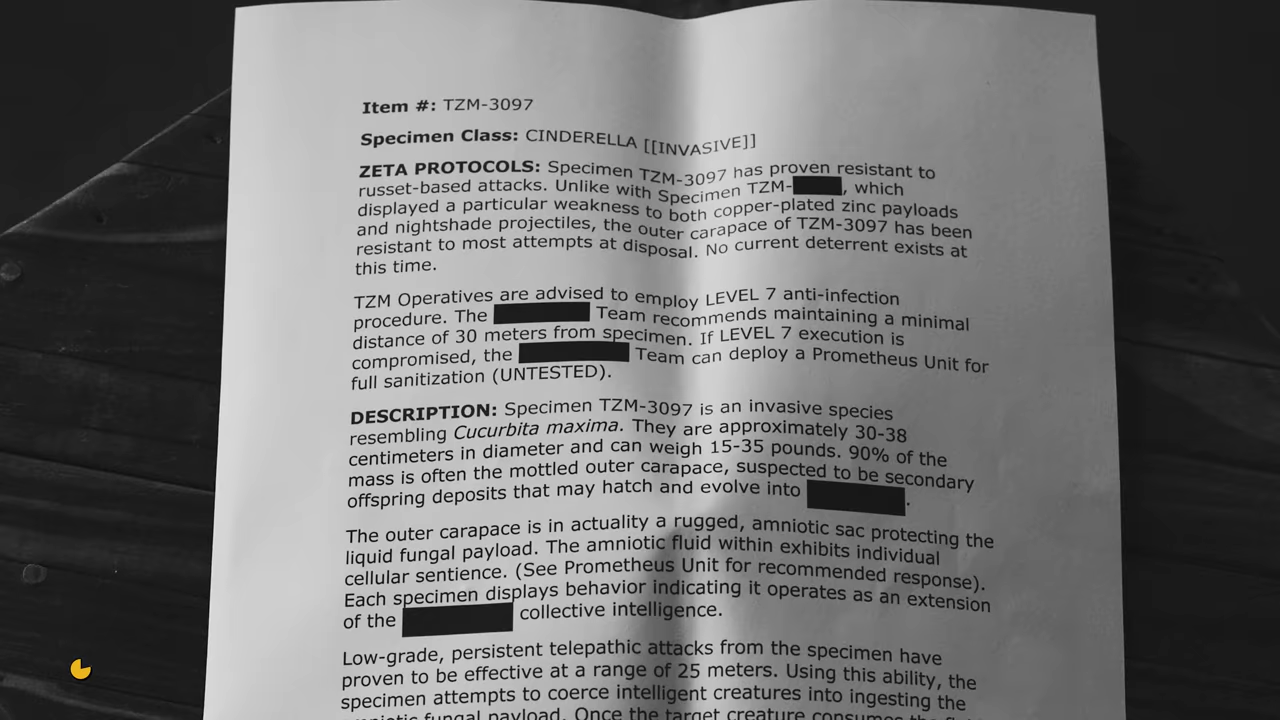 Item #: TZM-3097
Specimen Class: CINDERELLA [[INVASIVE]]
ZETA PROTOCOLS: Specimen TZM-3097 has proven resistant to
russet-based attacks. Unlike with Specimen TZM-, which
displayed a particular weakness to both copper-plated zinc payloads
and nightshade projectiles, the outer carapace of TZM-3097 has been
resistant to most attempts at disposal. No current deterrent exists at
this time.
TZM Operatives are advised to employ LEVEL 7 anti-infection
procedure. The Team recommends maintaining a minimal
distance of 30 meters from specimen. If LEVEL 7 execution is
compromised, the Team can deploy a Prometheus Unit for
full sanitization (UNTESTED).
DESCRIPTION: Specimen TZM-3097 is an invasive species
resembling Cucurbita maxima. They are approximately 30-38
centimeters in diameter and can weigh 15-35 pounds. 90% of the
mass is often the mottled outer carapace, suspected to be secondary
offspring deposits that may hatch and evolve into .
The outer carapace is in actuality a rugged, amniotic sac protecting the
liquid fungal payload. The amniotic fluid within exhibits individual
cellular sentience. (See Prometheus Unit for recommended response).
Each specimen displays behavior indicating it operates as an extension
of the collective intelligence.
Low-grade, persistent telepathic attacks from the specimen have
proven to be effective at a range of 25 meters. Using this ability, the
specimen attempts to coerce intelligent creatures into ingesting the
amniotic fungal payload. Once the target creature consumes the